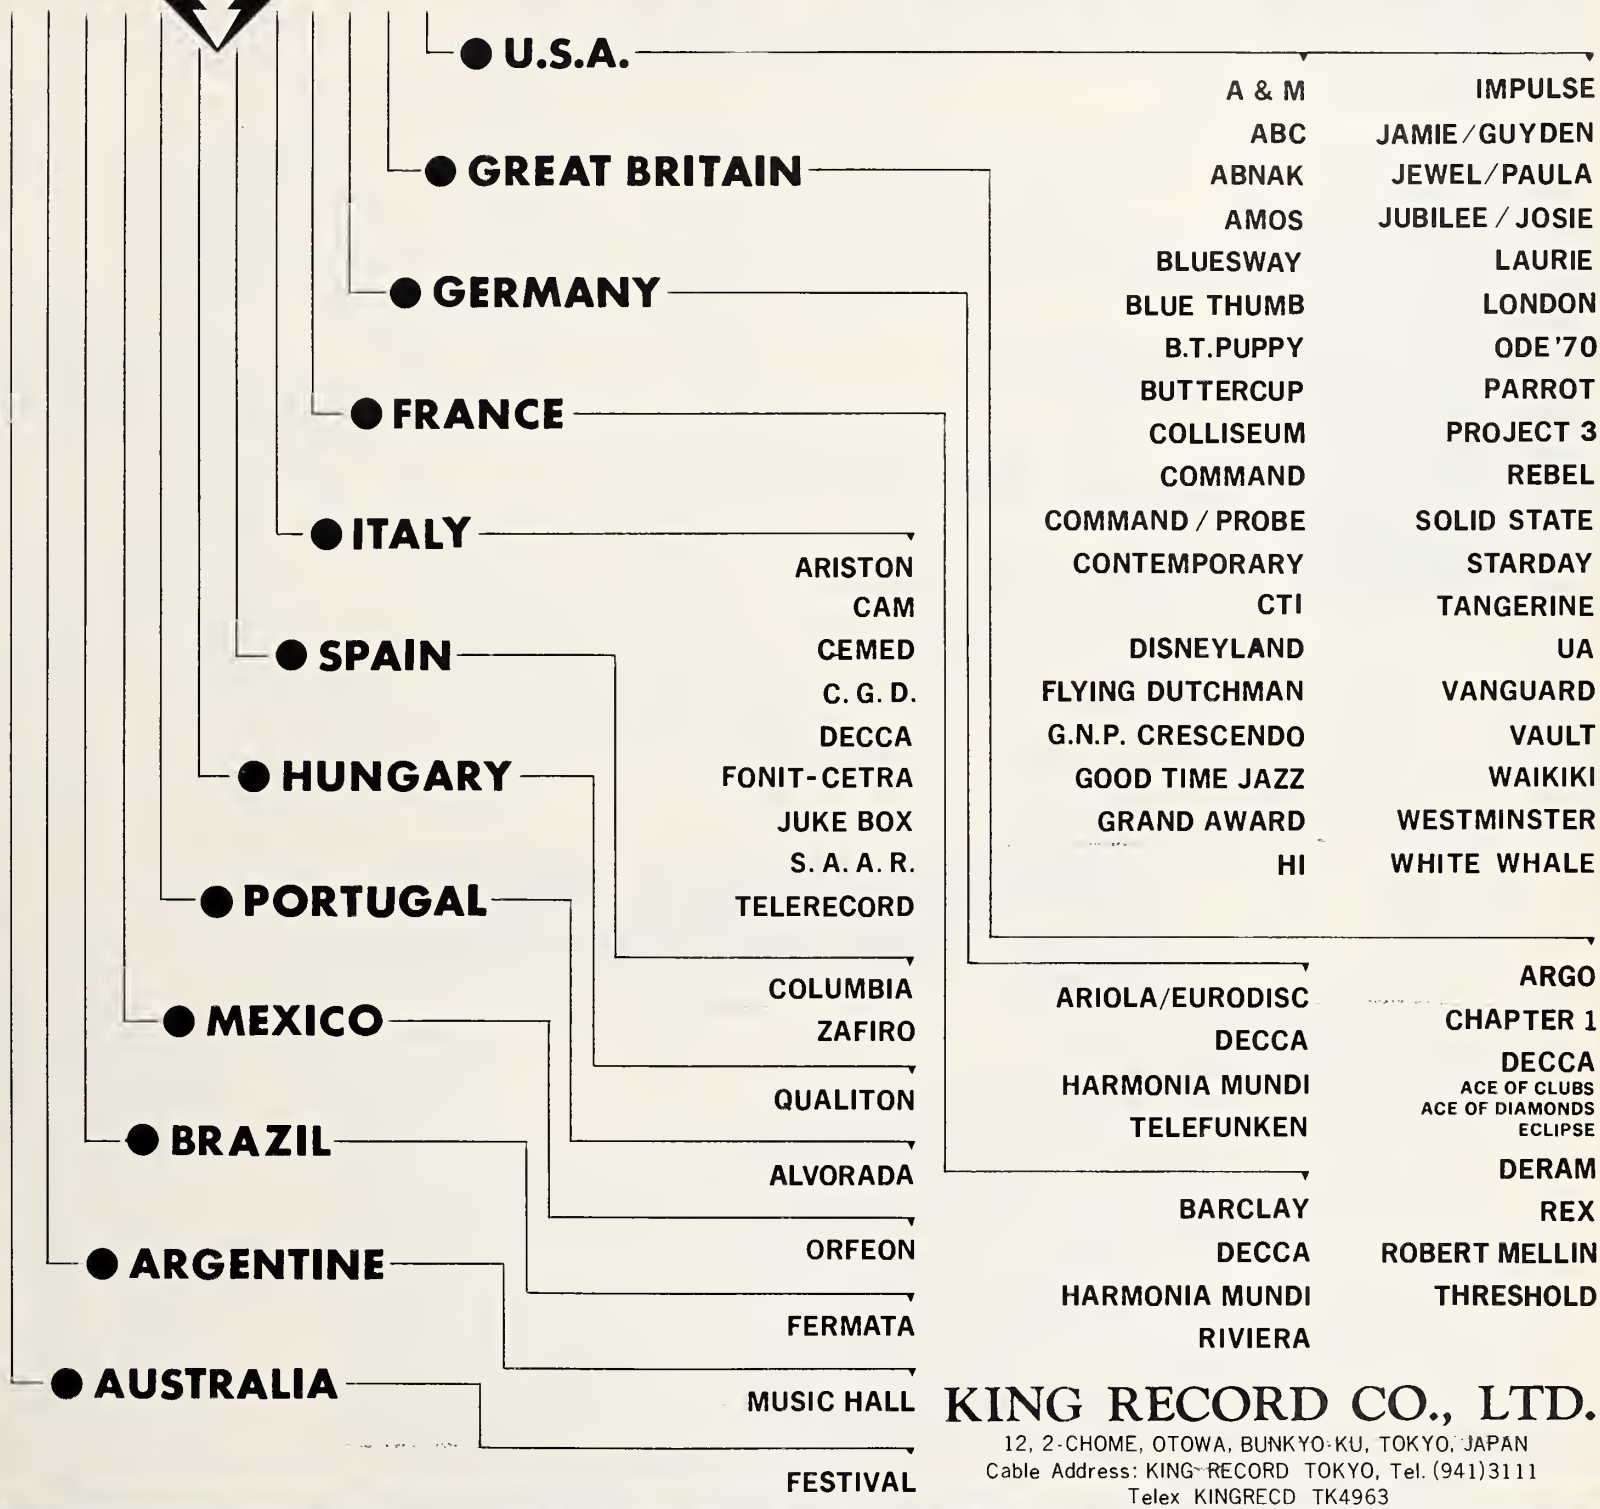 U.S.A.
A & M
ABC
ABNAK
AMOS
BLUESWAY
BLUE THUMB
B.T.PUPPY
BUTTERCUP
COLLISEUM
COMMAND
COMMAND / PROBE
CONTEMPORARY
CTI
DISNEYLAND
FLYING DUTCHMAN
G.N.P. CRESCENDO
GOOD TIME JAZZ
GRAND AWARD
HI
IMPULSE
JAMIE/GUYDEN
JEWEL/PAULA
JUBILEE / JOSIE
LAURIE
LONDON
ODE '70
PARROT
PROJECT 3
REBEL
SOLID STATE
STARDAY
TANGERINE
UA
VANGUARD
VAULT
WAIKIKI
WESTMINSTER
WHITE WHALE
GREAT BRITAIN
ARGO
CHAPTER 1
DECCA
ACE OF CLUBS
ACE OF DIAMONDS
ECLIPSE
DERAM
REX
ROBERT MELLIN
THRESHOLD
GERMANY
ARIOLA/EURODISC
DECCA
HARMONIA MUNDI
TELEFUNKEN
FRANCE
BARCLAY
DECCA
HARMONIA MUNDI
RIVIERA
ITALY
ARISTON
CAM
CEMED
C. G. D.
DECCA
FONIT-CETRA
JUKE BOX
S. A. A. R.
TELERECORD
SPAIN
COLUMBIA
ZAFIRO
HUNGARY
QUALITON
PORTUGAL
ALVORADA
MEXICO
ORFEON
BRAZIL
FERMATA
ARGENTINE
MUSIC HALL
AUSTRALIA
FESTIVAL
KING RECORD CO., LTD.
12, 2-CHOME, OTOWA, BUNKYO-KU, TOKYO, JAPAN
Cable Address: KING RECORD TOKYO, Tel. (941)3111
Telex KINGRECD TK4963